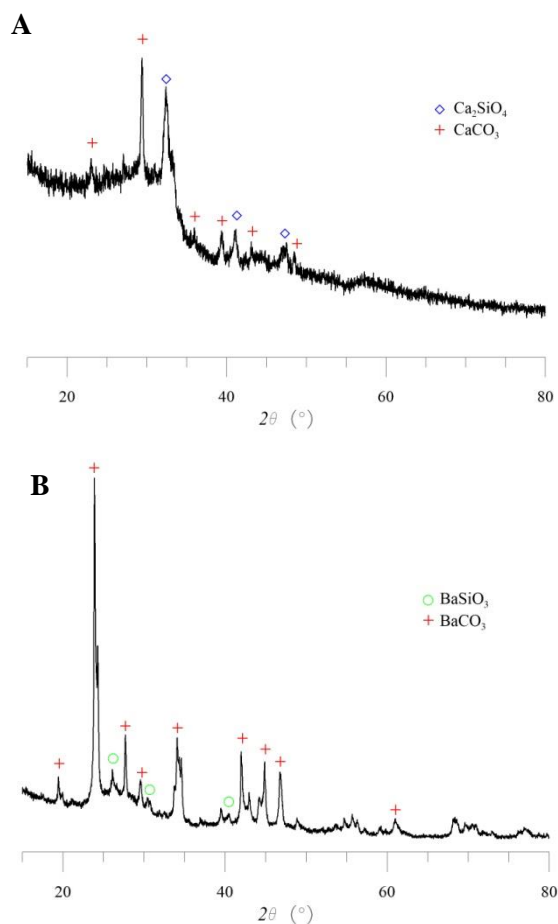 A
◇ Ca₂SiO₄
+ CaCO₃
20 40 60 80
2θ (°)
B
○ BaSiO₃
+ BaCO₃
20 40 60 80
2θ (°)